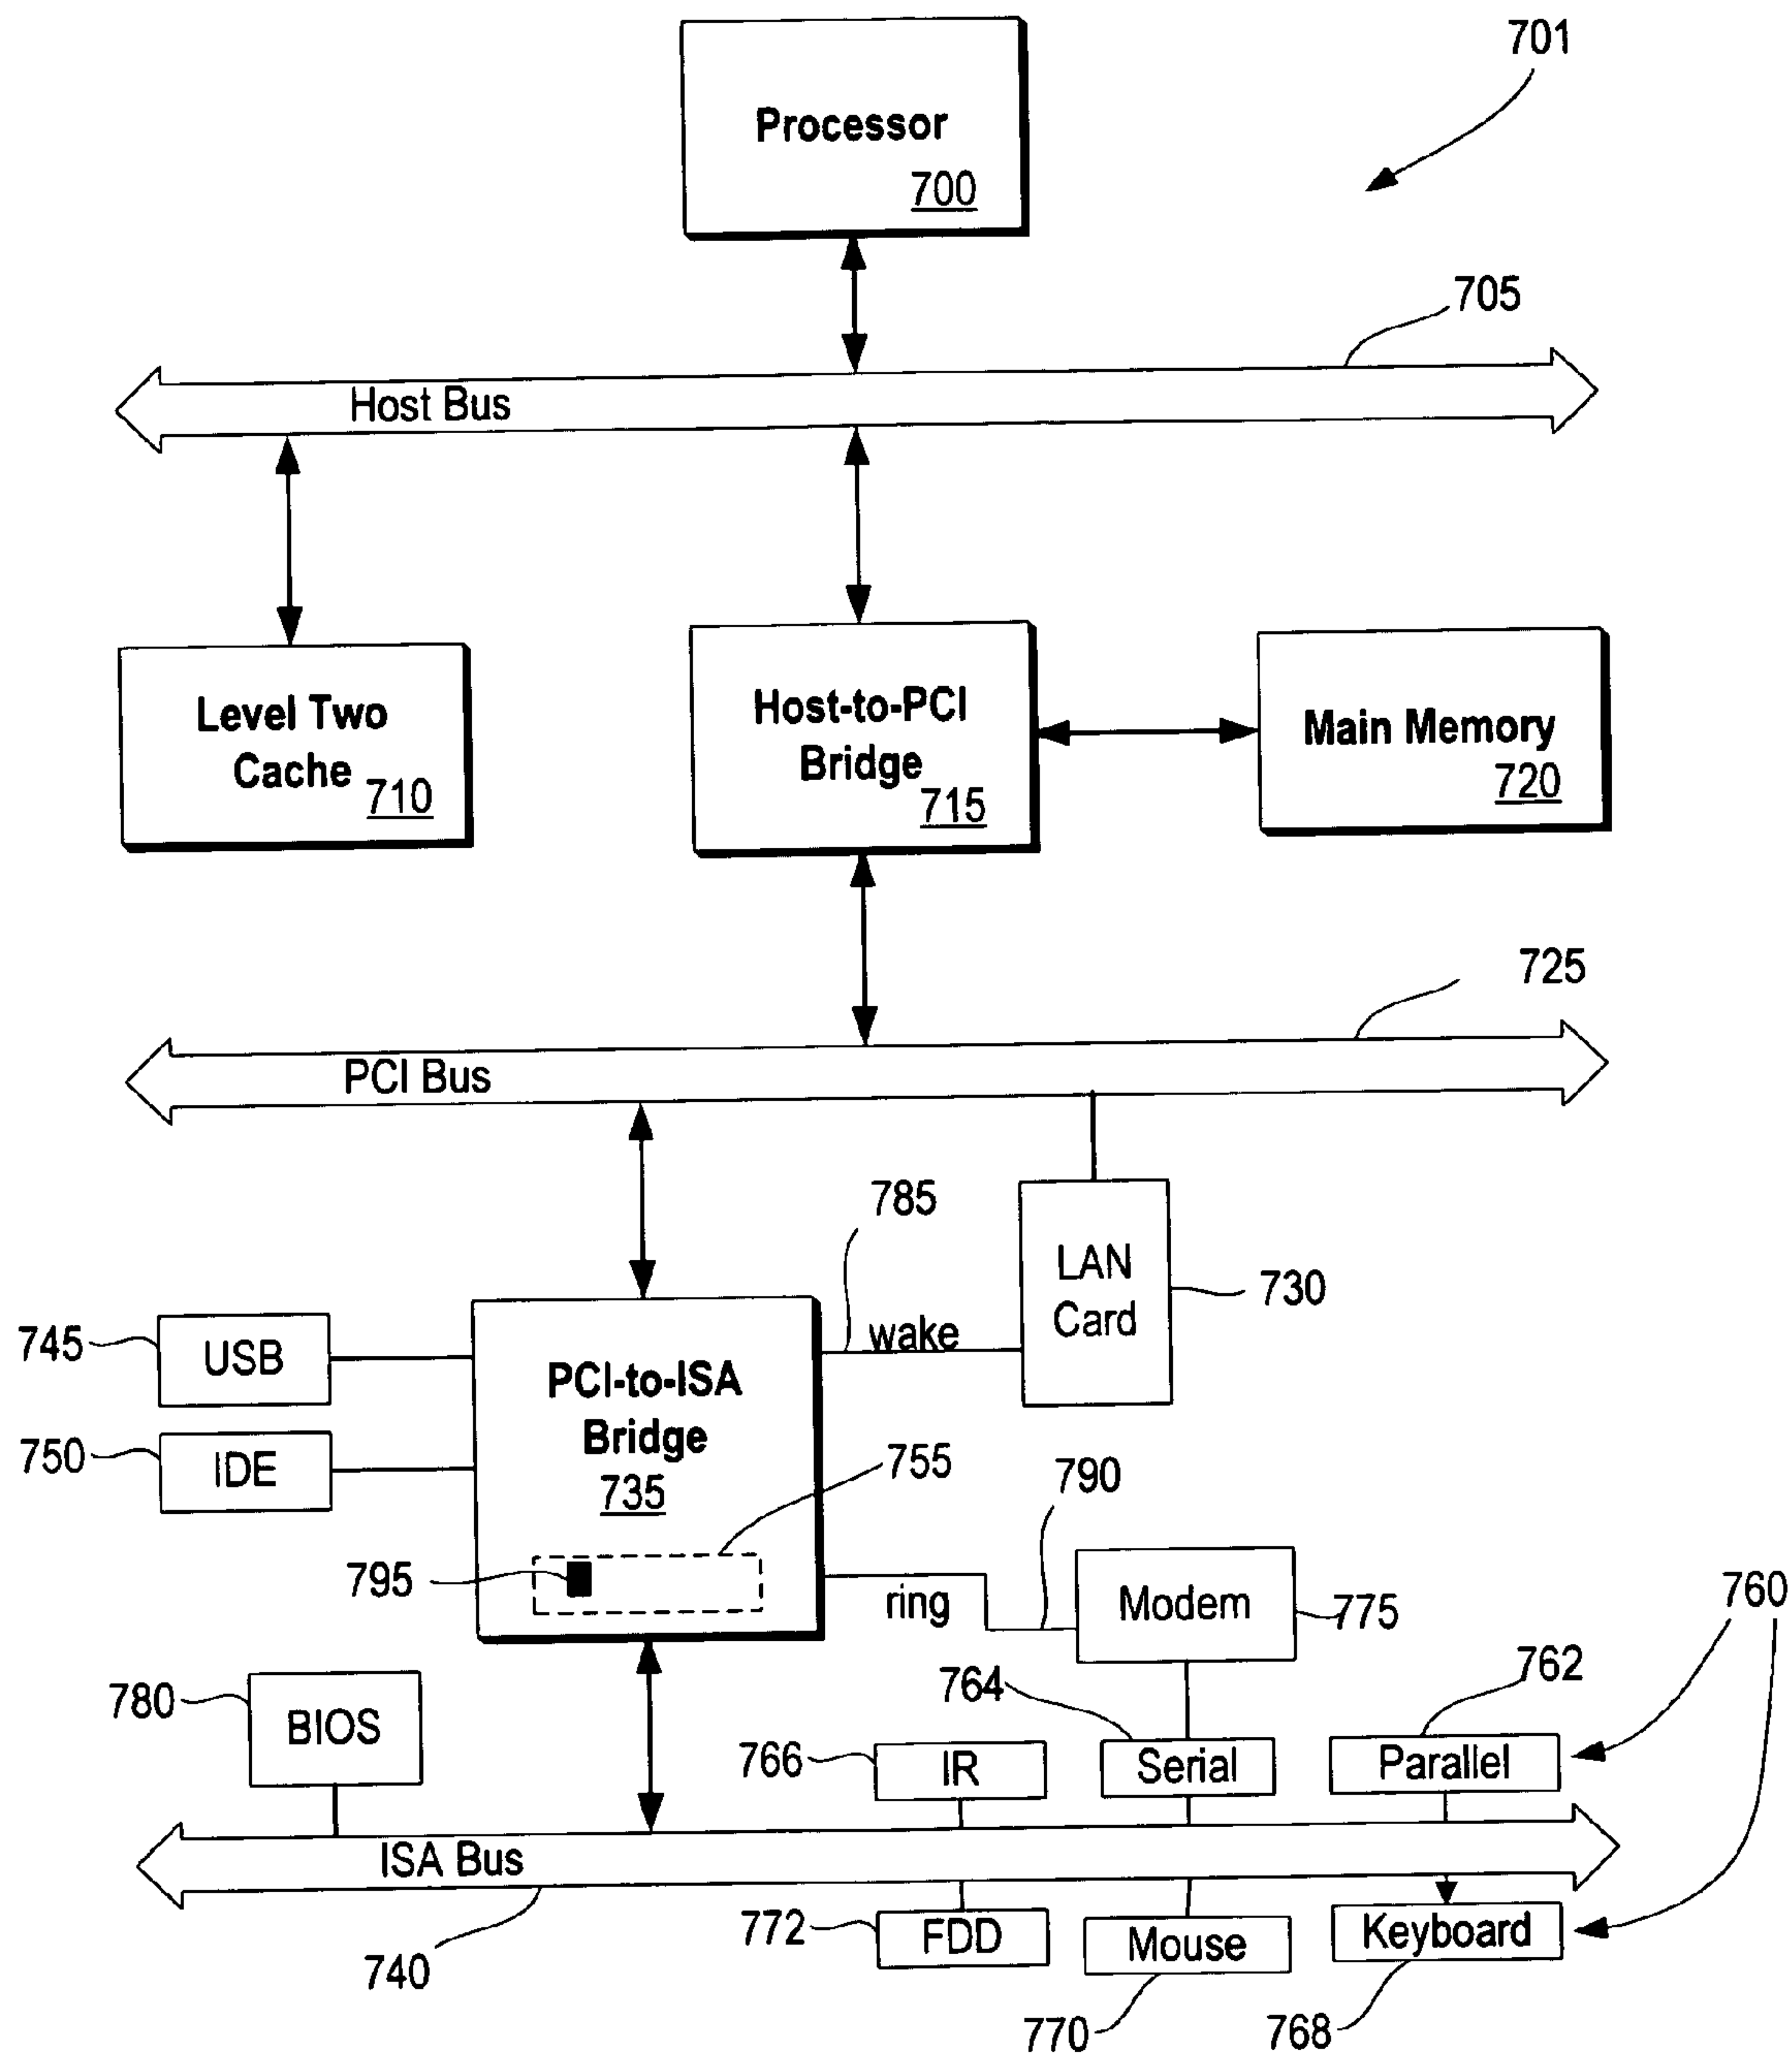 701
Processor
700
705
Host Bus
Level Two
Cache
710
Host-to-PCI
Bridge
715
Main Memory
720
725
PCI Bus
785
LAN
Card
730
wake
745
USB
PCI-to-ISA
Bridge
735
750
IDE
755
790
795
ring
Modem
775
760
780
BIOS
764
762
766
IR
Serial
Parallel
ISA Bus
740
772
FDD
Mouse
Keyboard
770
768